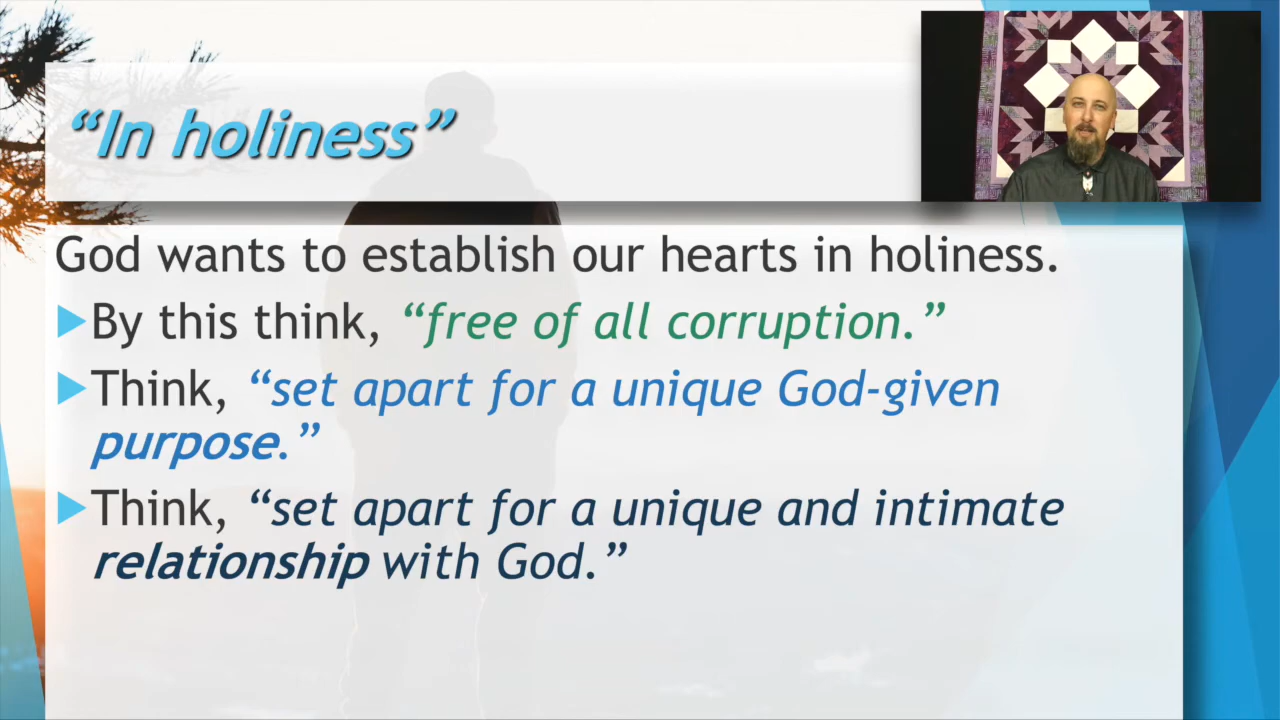 “In holiness”
God wants to establish our hearts in holiness.
By this think, “free of all corruption.”
Think, “set apart for a unique God-given
purpose.”
Think, “set apart for a unique and intimate
relationship with God.”